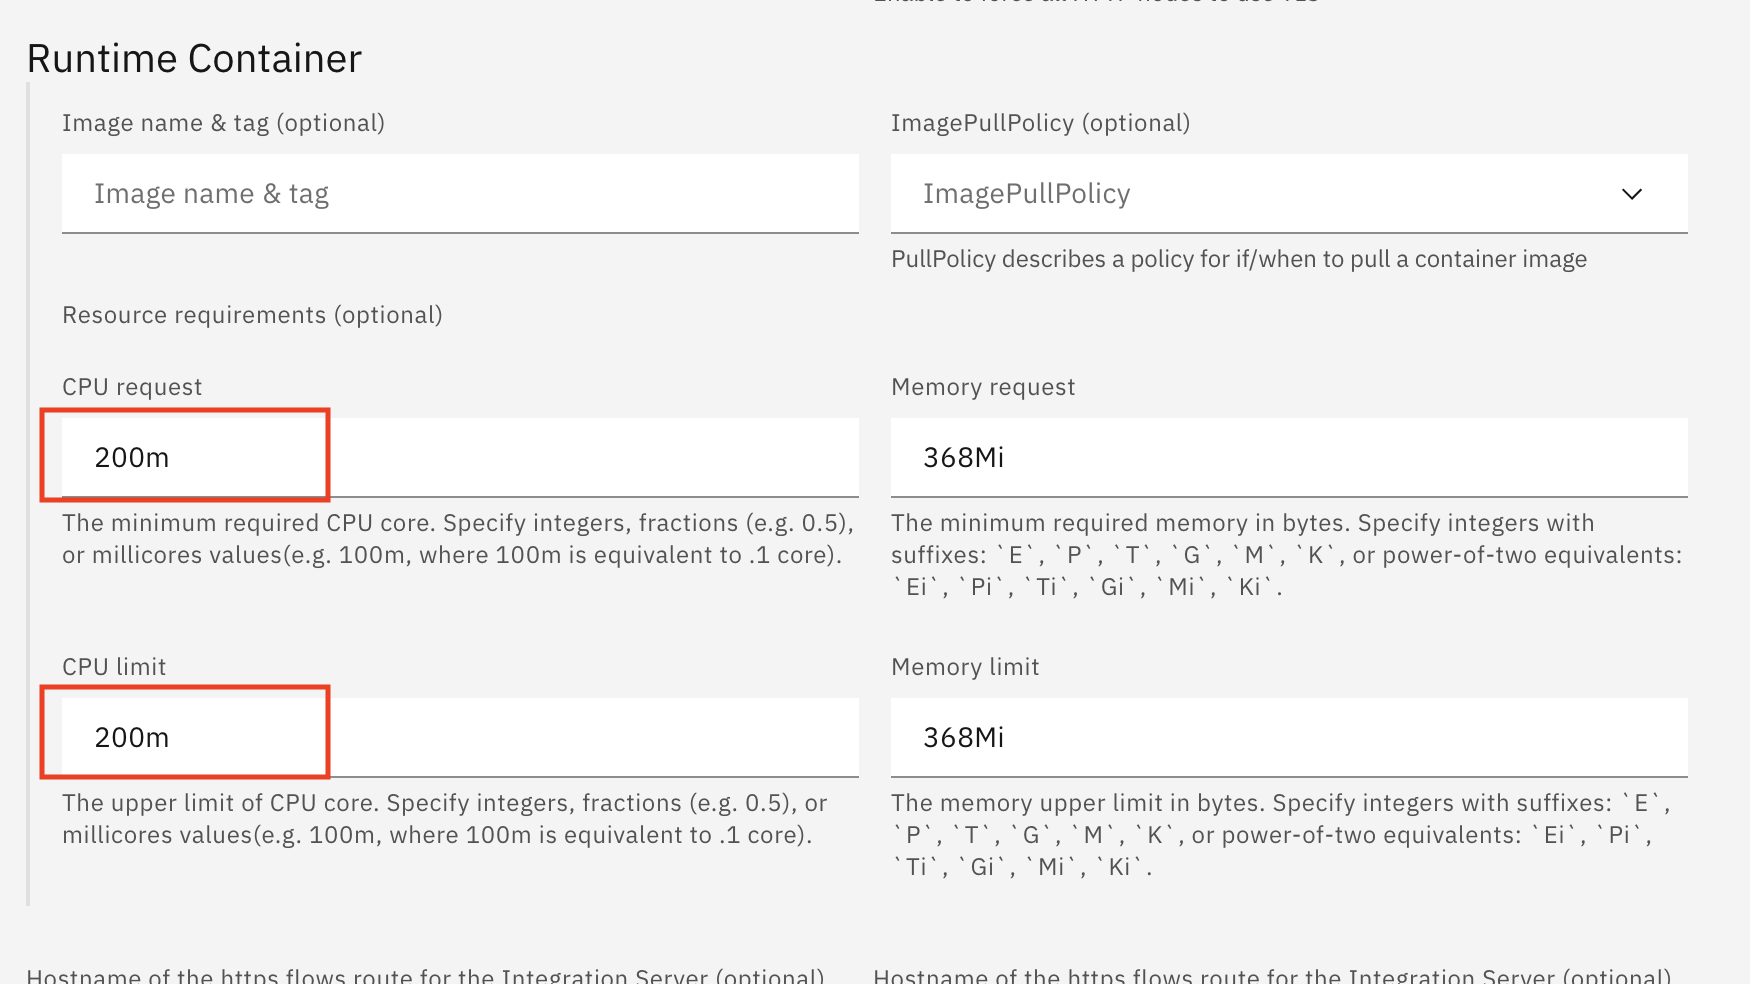 Runtime Container
Image name & tag (optional)
ImagePullPolicy (optional)
Image name & tag
ImagePullPolicy
PullPolicy describes a policy for if/when to pull a container image
Resource requirements (optional)
CPU request
Memory request
200m
368Mi
The minimum required CPU core. Specify integers, fractions (e.g. 0.5),
or millicores values(e.g. 100m, where 100m is equivalent to .1 core).
The minimum required memory in bytes. Specify integers with
suffixes: `E`, `P`, `T`, `G`, `M`, `K`, or power-of-two equivalents:
`Ei`, `Pi`, `Ti`, `Gi`, `Mi`, `Ki`.
CPU limit
Memory limit
200m
368Mi
The upper limit of CPU core. Specify integers, fractions (e.g. 0.5), or
millicores values(e.g. 100m, where 100m is equivalent to .1 core).
The memory upper limit in bytes. Specify integers with suffixes: `E`,
`P`, `T`, `G`, `M`, `K`, or power-of-two equivalents: `Ei`, `Pi`,
`Ti`, `Gi`, `Mi`, `Ki`.
Hostname of the https flows route for the Integration Server (optional)
Hostname of the https flows route for the Integration Server (optional)